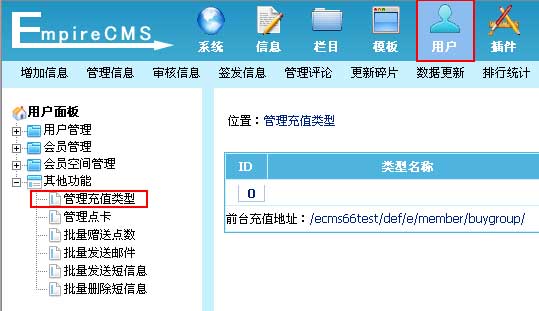 EmpireCMS
系统 信息 栏目 模板 用户 插件
增加信息 管理信息 审核信息 签发信息 管理评论 更新碎片 数据更新 排行统计
用户面板
用户管理
会员管理
会员空间管理
其他功能
管理充值类型
管理点卡
批量赠送点数
批量发送邮件
批量发送短信息
批量删除短信息
位置：管理充值类型
ID 类型名称
0
前台充值地址：/ecms66test/def/e/member/buygroup/